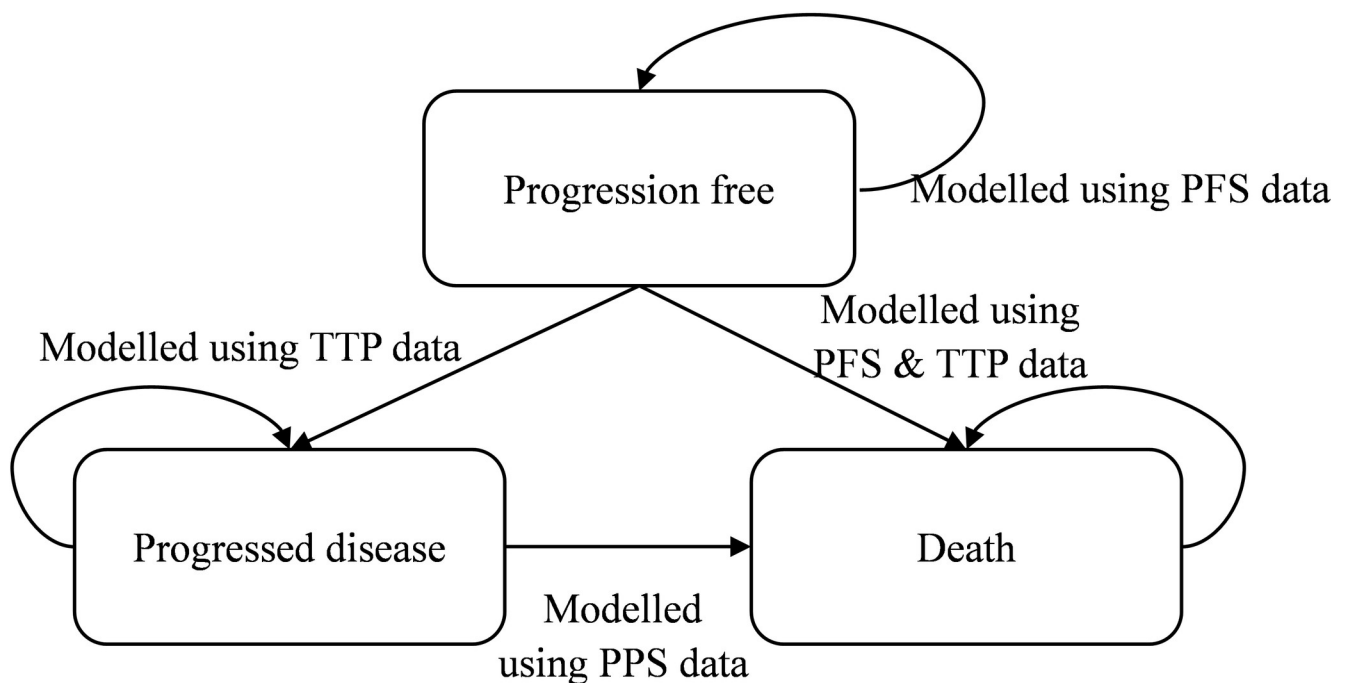 Progression free
Modelled using PFS data
Modelled using
PFS & TTP data
Modelled using TTP data
Progressed disease
Death
Modelled
using PPS data